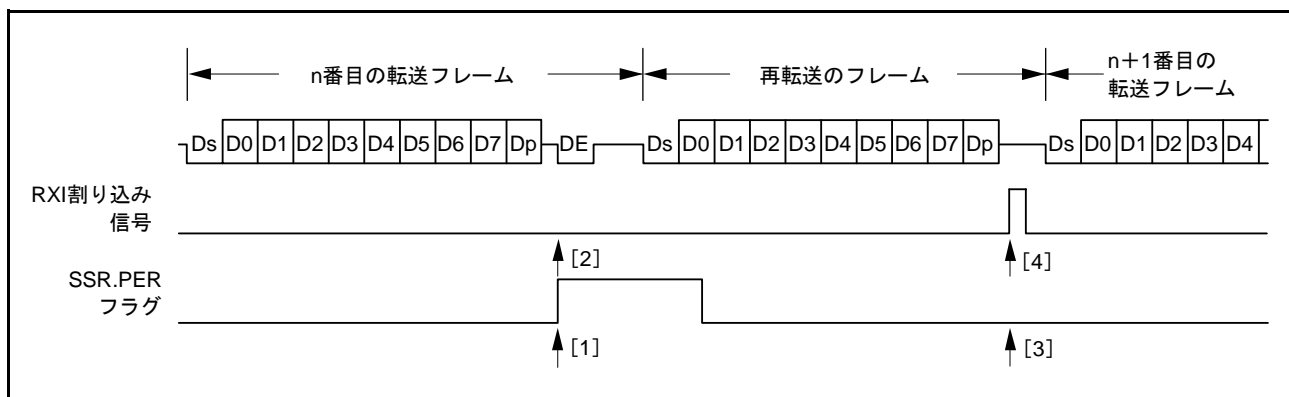 n番目の転送フレーム
再転送のフレーム
n+1番目の
転送フレーム
Ds D0 D1 D2 D3 D4 D5 D6 D7 Dp DE Ds D0 D1 D2 D3 D4 D5 D6 D7 Dp Ds D0 D1 D2 D3 D4
RXI割り込み
信号
[2] [4]
SSR.PER
フラグ
[1] [3]